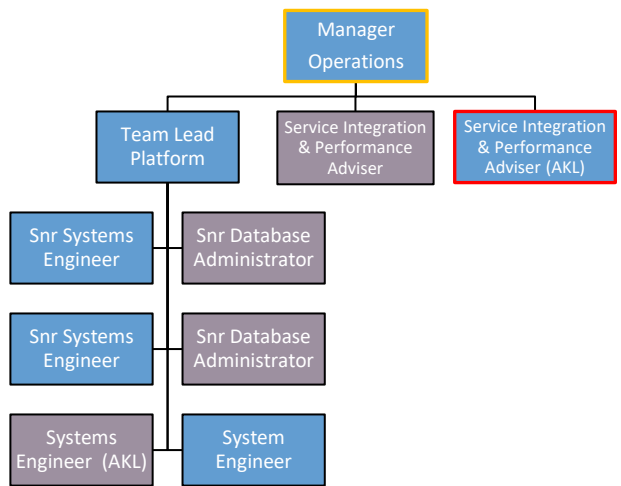 Manager
Operations
Team Lead
Platform
Service Integration
& Performance
Adviser
Service Integration
& Performance
Adviser (AKL)
Snr Systems
Engineer
Snr Database
Administrator
Snr Systems
Engineer
Snr Database
Administrator
Systems
Engineer  (AKL)
System
Engineer